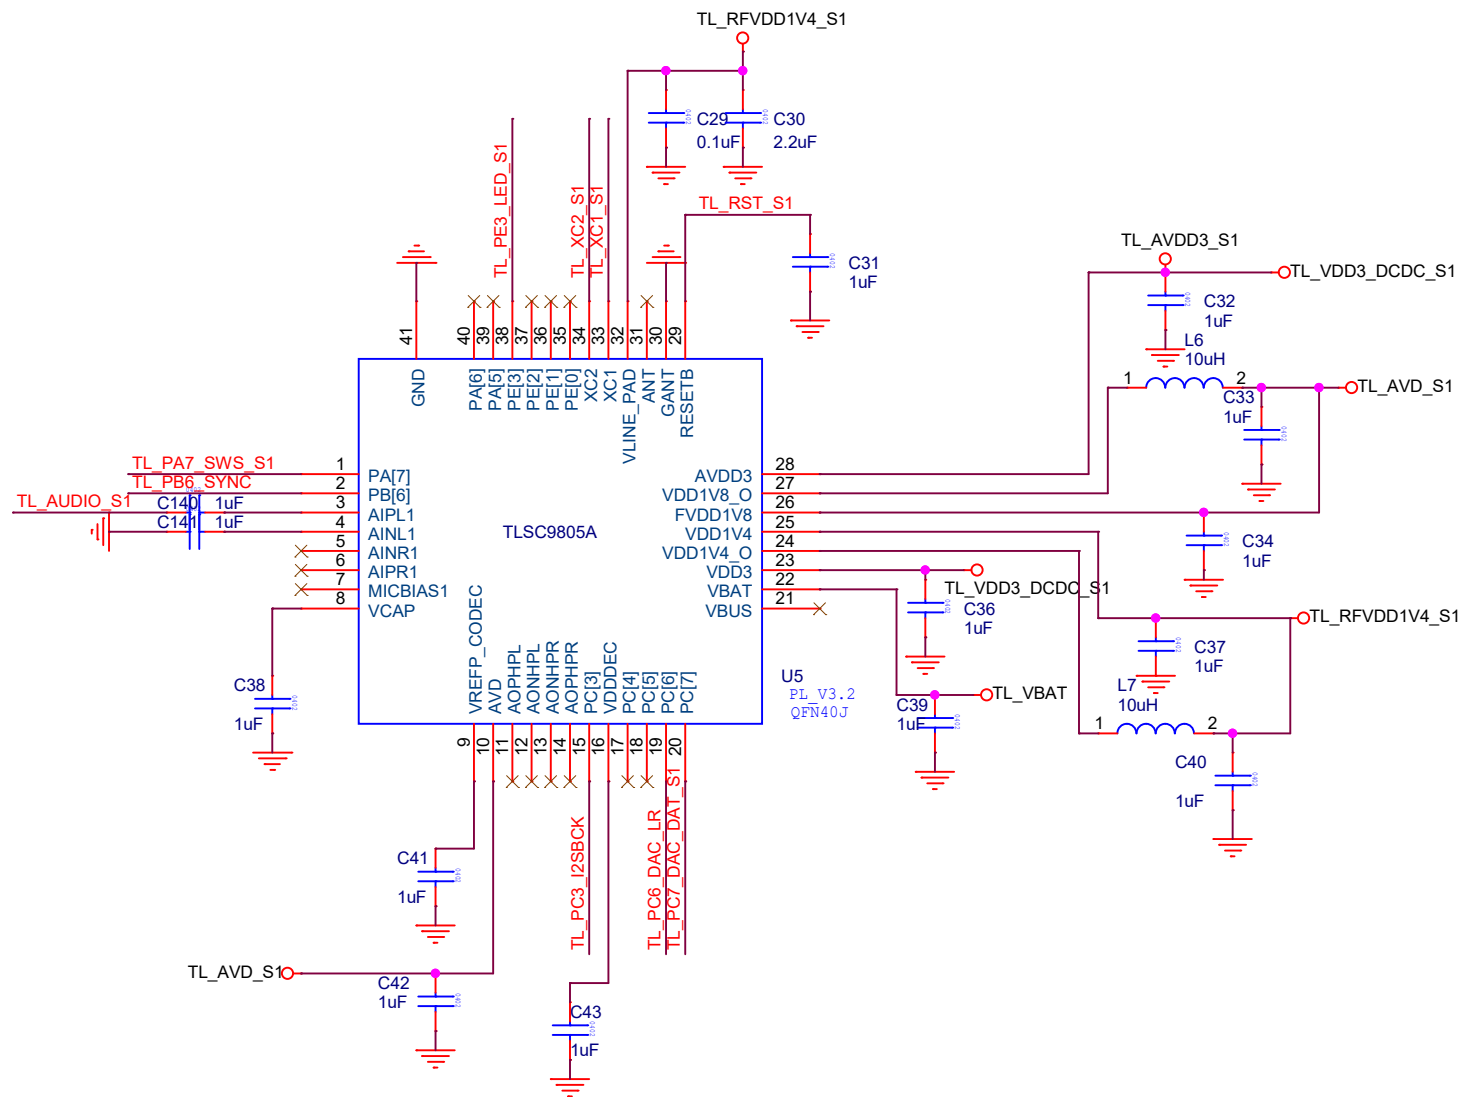 TL_RFVDD1V4_S1
C29
0.1uF
C30
2.2uF
TL_PE3_LED_S1
TL_XC2_S1
TL_XC1_S1
TL_RST_S1
C31
1uF
TL_AVDD3_S1
TL_VDD3_DCDC_S1
C32
1uF
L6
10uH
1
2
TL_AVD_S1
C33
1uF
41
40
39
38
37
36
35
34
33
32
31
30
29
GND
PA[6]
PA[5]
PE[3]
PE[2]
PE[1]
PE[0]
XC2
XC1
VLINE_PAD
ANT
GANT
RESETB
TL_PA7_SWS_S1
TL_PB6_SYNC
TL_AUDIO_S1
C140
1uF
C141
1uF
1
2
3
4
5
6
7
8
PA[7]
PB[6]
AIPL1
AINL1
AINR1
AIPR1
MICBIAS1
VCAP
TLSC9805A
AVDD3
VDD1V8_O
FVDD1V8
VDD1V4
VDD1V4_O
VDD3
VBAT
VBUS
28
27
26
25
24
23
22
21
C34
1uF
TL_VDD3_DCDC_S1
C36
1uF
TL_RFVDD1V4_S1
C37
1uF
L7
10uH
1
2
C40
1uF
TL_VBAT
C39
1uF
U5
PL_V3.2
QFN40J
VREFP_CODEC
AVD
AOPHPL
AONHPL
AONHPR
AOPHPR
PC[3]
VDDDEC
PC[4]
PC[5]
PC[6]
PC[7]
9
10
11
12
13
14
15
16
17
18
19
20
C38
1uF
C41
1uF
TL_PC3_I2SBCK
TL_PC6_DAC_LR
TL_PC7_DAC_DAT_S1
TL_AVD_S1
C42
1uF
C43
1uF